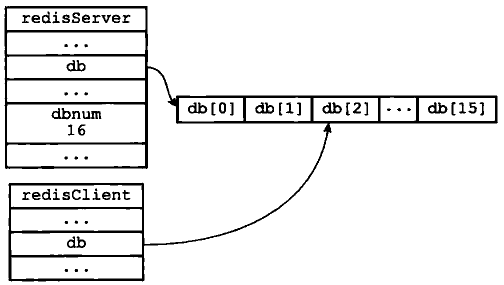 redisServer
...
db
...
dbnum
16
...
db[0] db[1] db[2] ... db[15]
redisClient
...
db
...